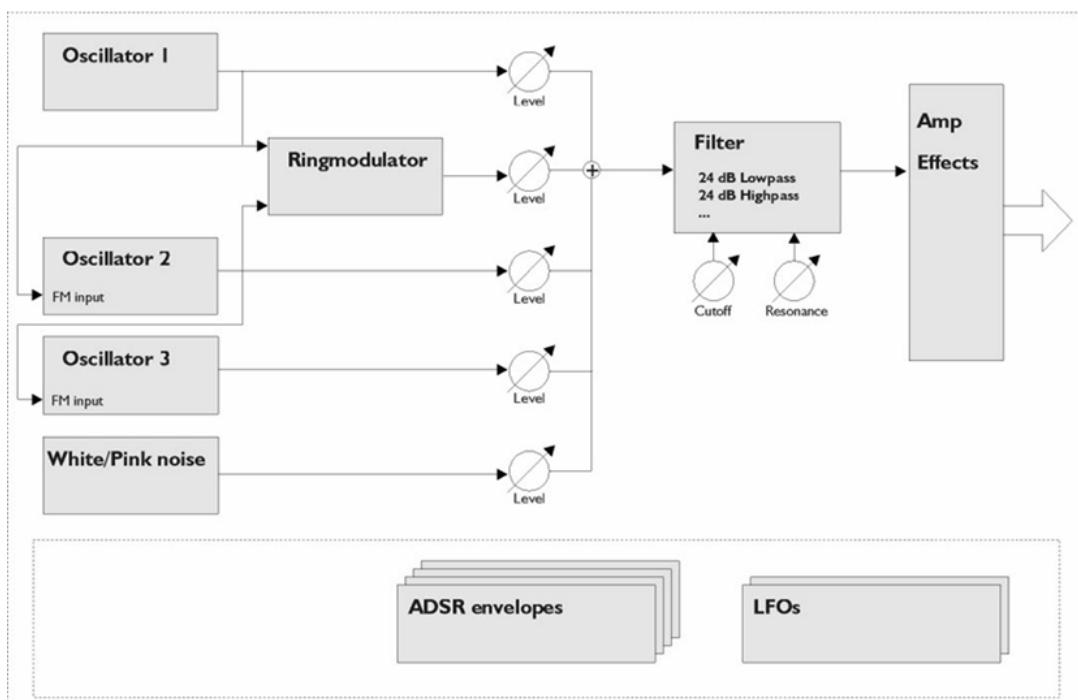 Oscillator 1
Level
Ringmodulator
Level
Filter
24 dB Lowpass
24 dB Highpass
...
Cutoff
Resonance
Amp
Effects
Oscillator 2
FM input
Level
Oscillator 3
FM input
Level
White/Pink noise
Level
ADSR envelopes
LFOs